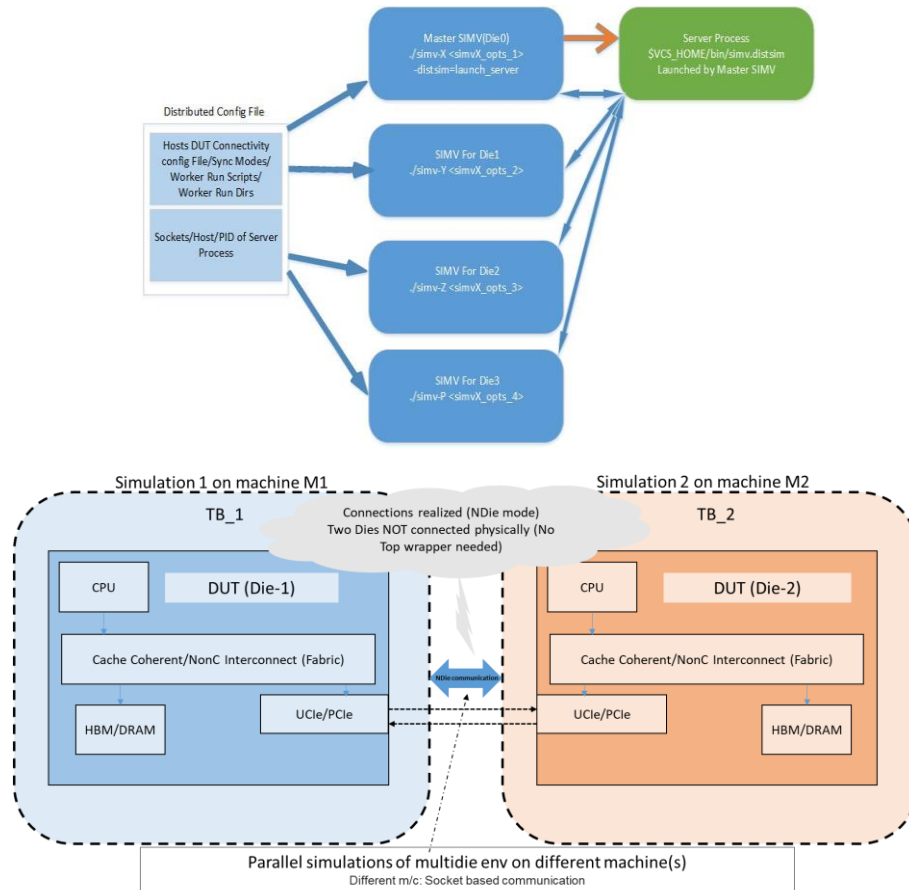 Master SIMV(Die0)
./simv-X <simvX_opts_1>
-distsim=launch_server
Server Process
$VCS_HOME/bin/simv.distsim
Launched by Master SIMV
Distributed Config File
Hosts DUT Connectivity
config File/Sync Modes/
Worker Run Scripts/
Worker Run Dirs
Sockets/Host/PID of Server
Process
SIMV For Die1
./simv-Y <simvX_opts_2>
SIMV For Die2
./simv-Z <simvX_opts_3>
SIMV For Die3
./simv-P <simvX_opts_4>
Simulation 1 on machine M1
Simulation 2 on machine M2
Connections realized (NDie mode)
Two Dies NOT connected physically (No
Top wrapper needed)
TB_1
CPU
DUT (Die-1)
Cache Coherent/NonC Interconnect (Fabric)
HBM/DRAM
UCIe/PCIe
NDie communication
TB_2
CPU
DUT (Die-2)
Cache Coherent/NonC Interconnect (Fabric)
UCIe/PCIe
HBM/DRAM
Parallel simulations of multidie env on different machine(s)
Different m/c: Socket based communication